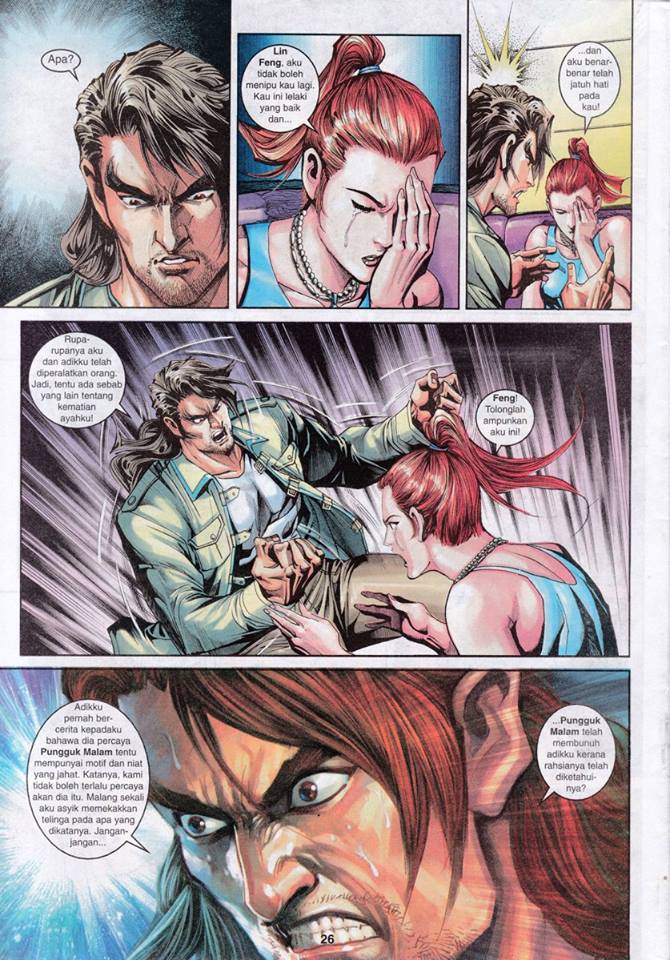 Apa?
Lin
Feng, aku
tidak boleh
menipu kau lagi.
Kau ini lelaki
yang baik
dan...
...dan
aku benar-
benar telah
jatuh hati
pada
kau!
Rupa-
rupanya aku
dan adikku telah
diperalatkan orang.
Jadi, tentu ada sebab
yang lain tentang
kematian
ayahku!
Feng!
Tolonglah
ampunkan
aku ini!
Adikku
pernah ber-
cerita kepadaku
bahawa dia percaya
Pungguk Malam tentu
mempunyai motif dan niat
yang jahat. Katanya, kami
tidak boleh terlalu percaya
akan dia itu. Malang sekali
aku asyik memekakkan
telinga pada apa yang
dikatanya. Jangan-
jangan...
...Pungguk
Malam telah
membunuh
adikku kerana
rahsianya telah
diketahui-
nya?
26